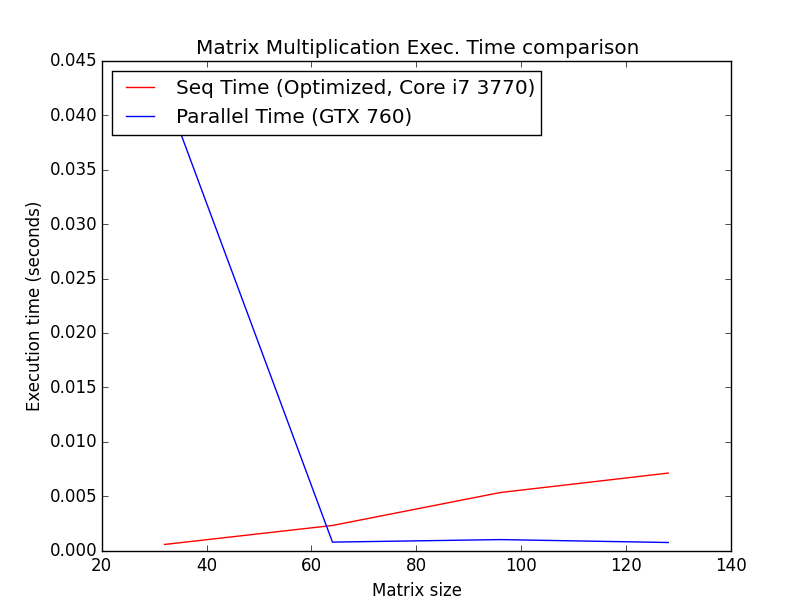 Matrix Multiplication Exec. Time comparison
0.045
Seq Time (Optimized, Core i7 3770)
0.040
Parallel Time (GTX 760)
0.035
0.030
0.025
0.020
0.015
0.010
0.005
0.000
Execution time (seconds)
20 40 60 80 100 120 140
Matrix size